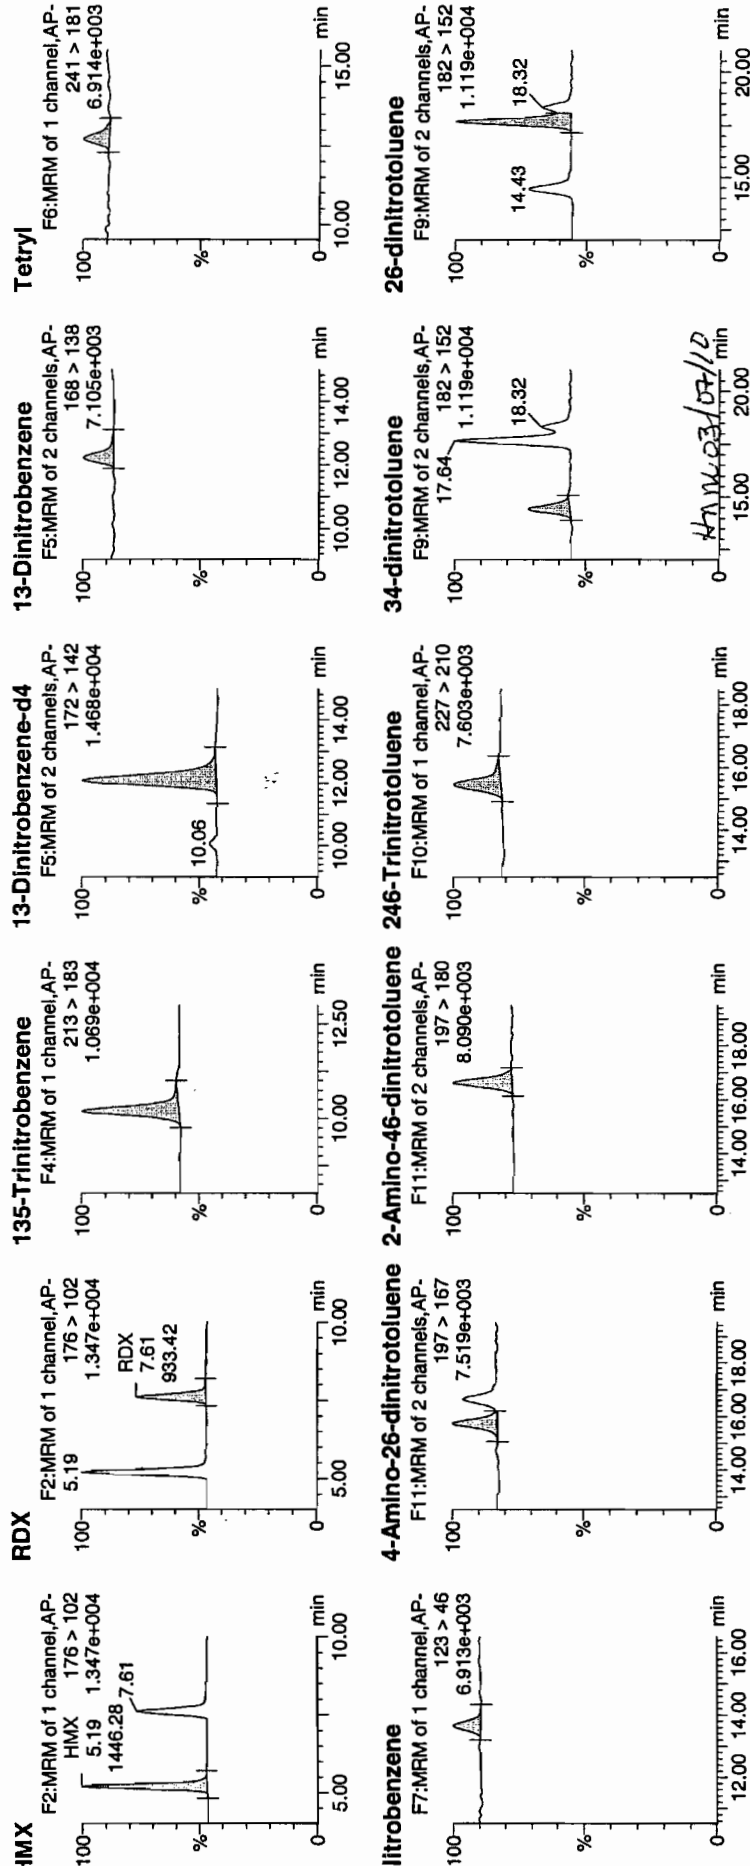 HMX
F2:MRM of 1 channel,AP-
176 > 102
1.347e+004
HMX
5.19
1446.28
7.61
100
%
0
5.00
10.00
min
RDX
F2:MRM of 1 channel,AP-
176 > 102
1.347e+004
5.19
RDX
7.61
933.42
100
%
0
5.00
10.00
min
135-Trinitrobenzene
F4:MRM of 1 channel,AP-
213 > 183
1.069e+004
100
%
0
10.00
12.50
min
13-Dinitrobenzene-d4
F5:MRM of 2 channels,AP-
172 > 142
1.468e+004
10.06
100
%
0
10.00
12.00
14.00
min
13-Dinitrobenzene
F5:MRM of 2 channels,AP-
168 > 138
7.105e+003
100
%
0
10.00
12.00
14.00
min
Tetryl
F6:MRM of 1 channel,AP-
241 > 181
6.914e+003
100
%
0
10.00
15.00
min
litrobenzene
F7:MRM of 1 channel,AP-
123 > 46
6.913e+003
100
%
0
12.00
14.00
16.00
min
4-Amino-26-dinitrotoluene
F11:MRM of 2 channels,AP-
197 > 167
7.519e+003
100
%
0
14.00
16.00
18.00
min
2-Amino-46-dinitrotoluene
F11:MRM of 2 channels,AP-
197 > 180
8.090e+003
100
%
0
14.00
16.00
18.00
min
246-Trinitrotoluene
F10:MRM of 1 channel,AP-
227 > 210
7.603e+003
100
%
0
14.00
16.00
18.00
min
34-dinitrotoluene
F9:MRM of 2 channels,AP-
182 > 152
1.119e+004
17.64
18.32
100
%
0
15.00
20.00
min
03/07/10
26-dinitrotoluene
F9:MRM of 2 channels,AP-
182 > 152
1.119e+004
14.43
18.32
100
%
0
15.00
20.00
min